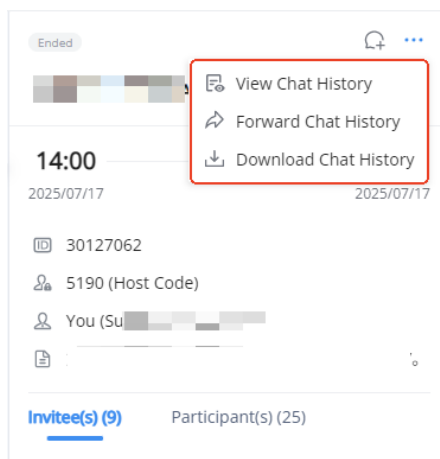 Ended
View Chat History
Forward Chat History
Download Chat History
14:00
2025/07/17 2025/07/17
30127062
5190 (Host Code)
You (Su
Invitee(s) (9) Participant(s) (25)